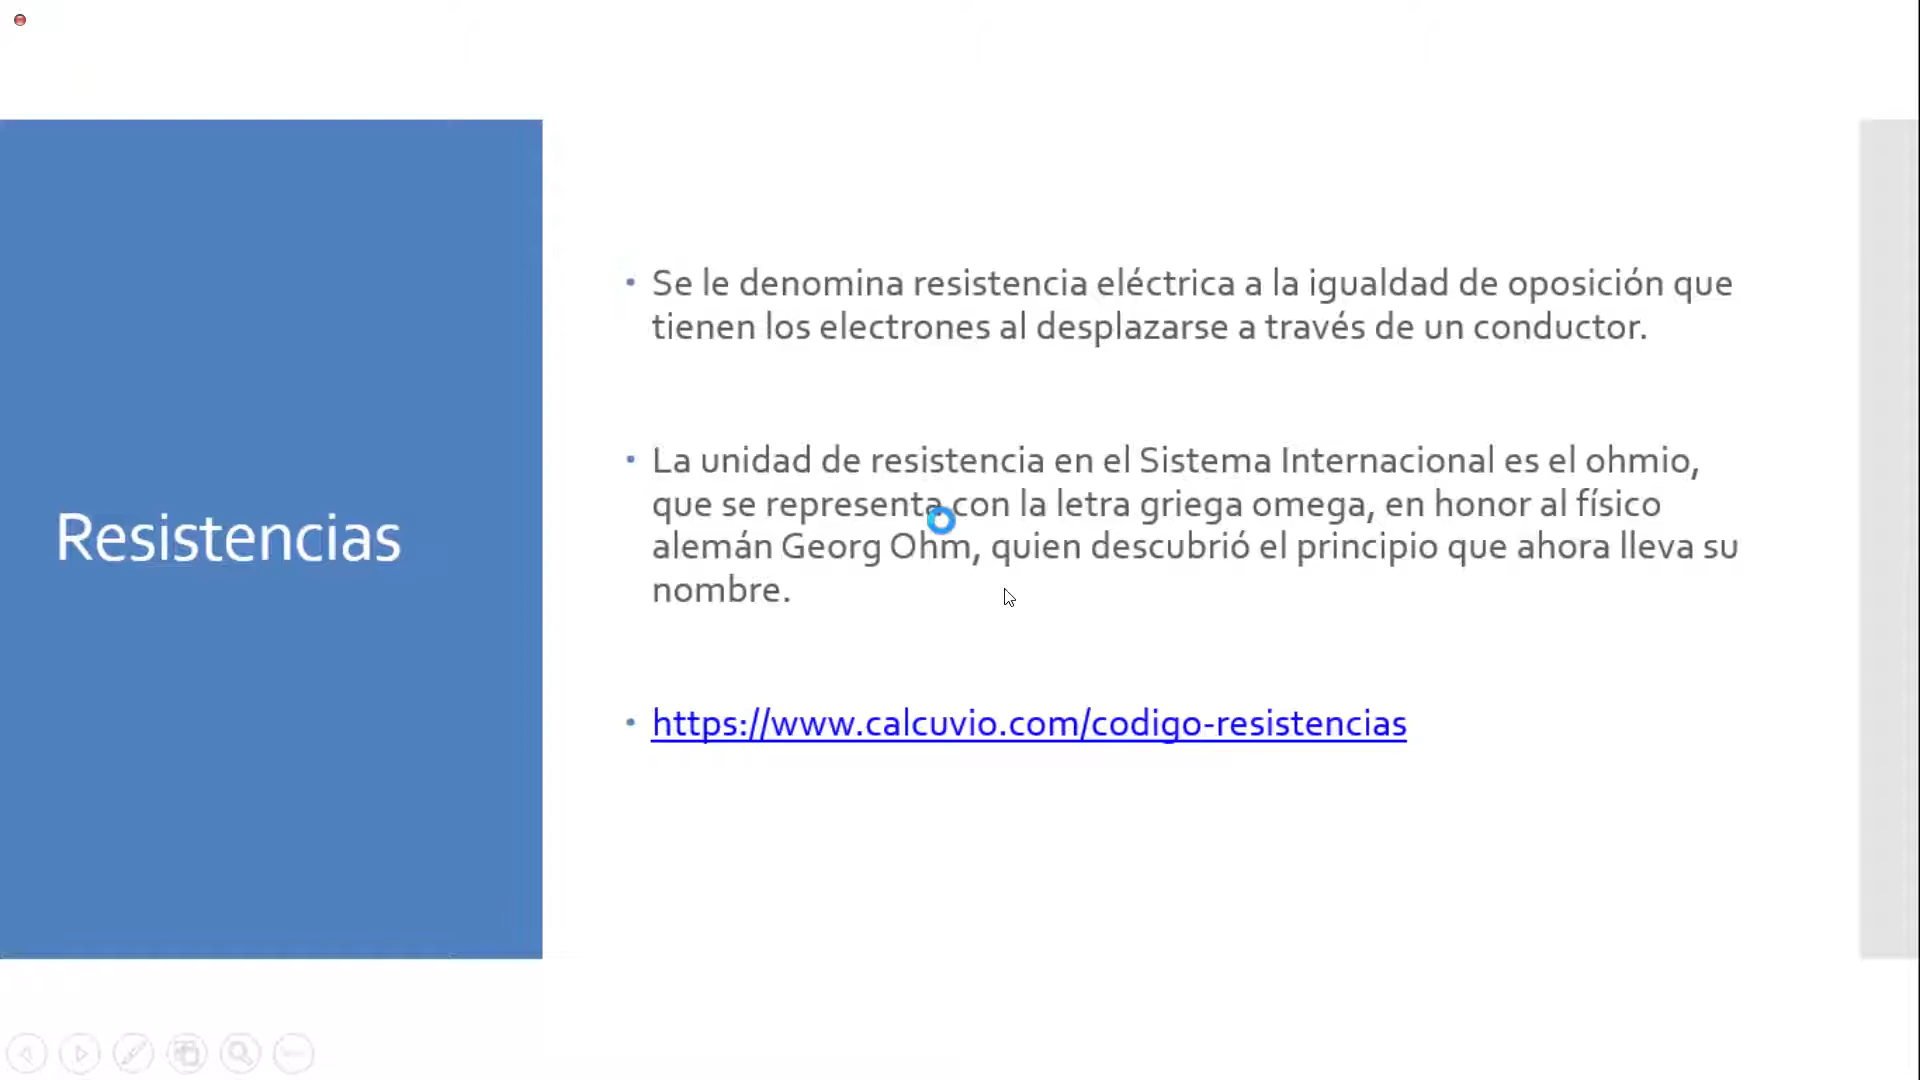 Resistencias
• Se le denomina resistencia eléctrica a la igualdad de oposición que
tienen los electrones al desplazarse a través de un conductor.
• La unidad de resistencia en el Sistema Internacional es el ohmio,
que se representa con la letra griega omega, en honor al físico
alemán Georg Ohm, quien descubrió el principio que ahora lleva su
nombre.
• https://www.calcuvio.com/codigo-resistencias